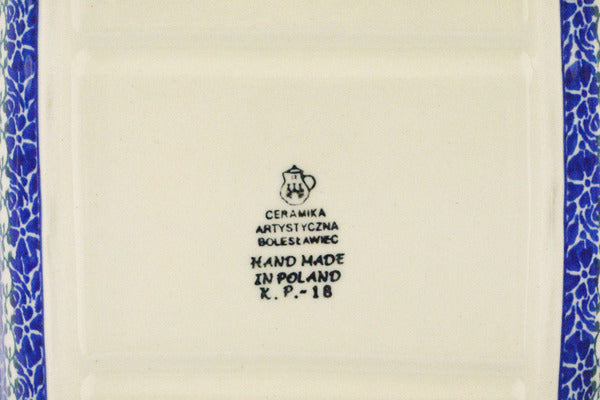 CERAMIKA
ARTYSTYCZNA
BOLESŁAWIEC
HAND MADE
IN POLAND
K. P.-18